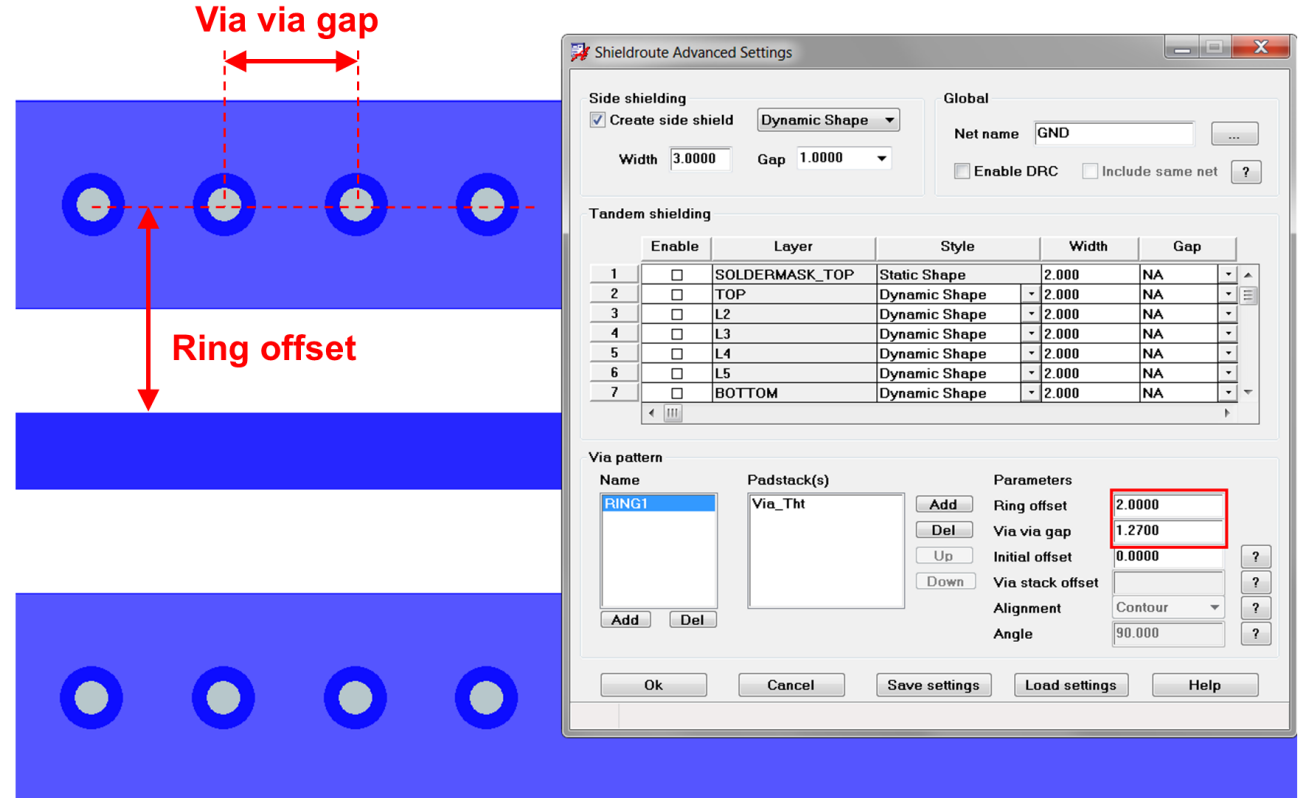 Via via gap
Ring offset
Shieldroute Advanced Settings
Side shielding
Create side shield Dynamic Shape
Width 3.0000 Gap 1.0000
Global
Net name GND ...
Enable DRC Include same net ?
Tandem shielding
Enable Layer Style Width Gap
1 SOLDERMASK_TOP Static Shape 2.000 NA
2 TOP Dynamic Shape 2.000 NA
3 L2 Dynamic Shape 2.000 NA
4 L3 Dynamic Shape 2.000 NA
5 L4 Dynamic Shape 2.000 NA
6 L5 Dynamic Shape 2.000 NA
7 BOTTOM Dynamic Shape 2.000 NA
Via pattern
Name
RING1
Add Del
Padstack(s)
Via_Tht
Add
Del
Up
Down
Parameters
Ring offset 2.0000
Via via gap 1.2700
Initial offset 0.0000 ?
Via stack offset ?
Alignment Contour ?
Angle 90.000 ?
Ok Cancel Save settings Load settings Help